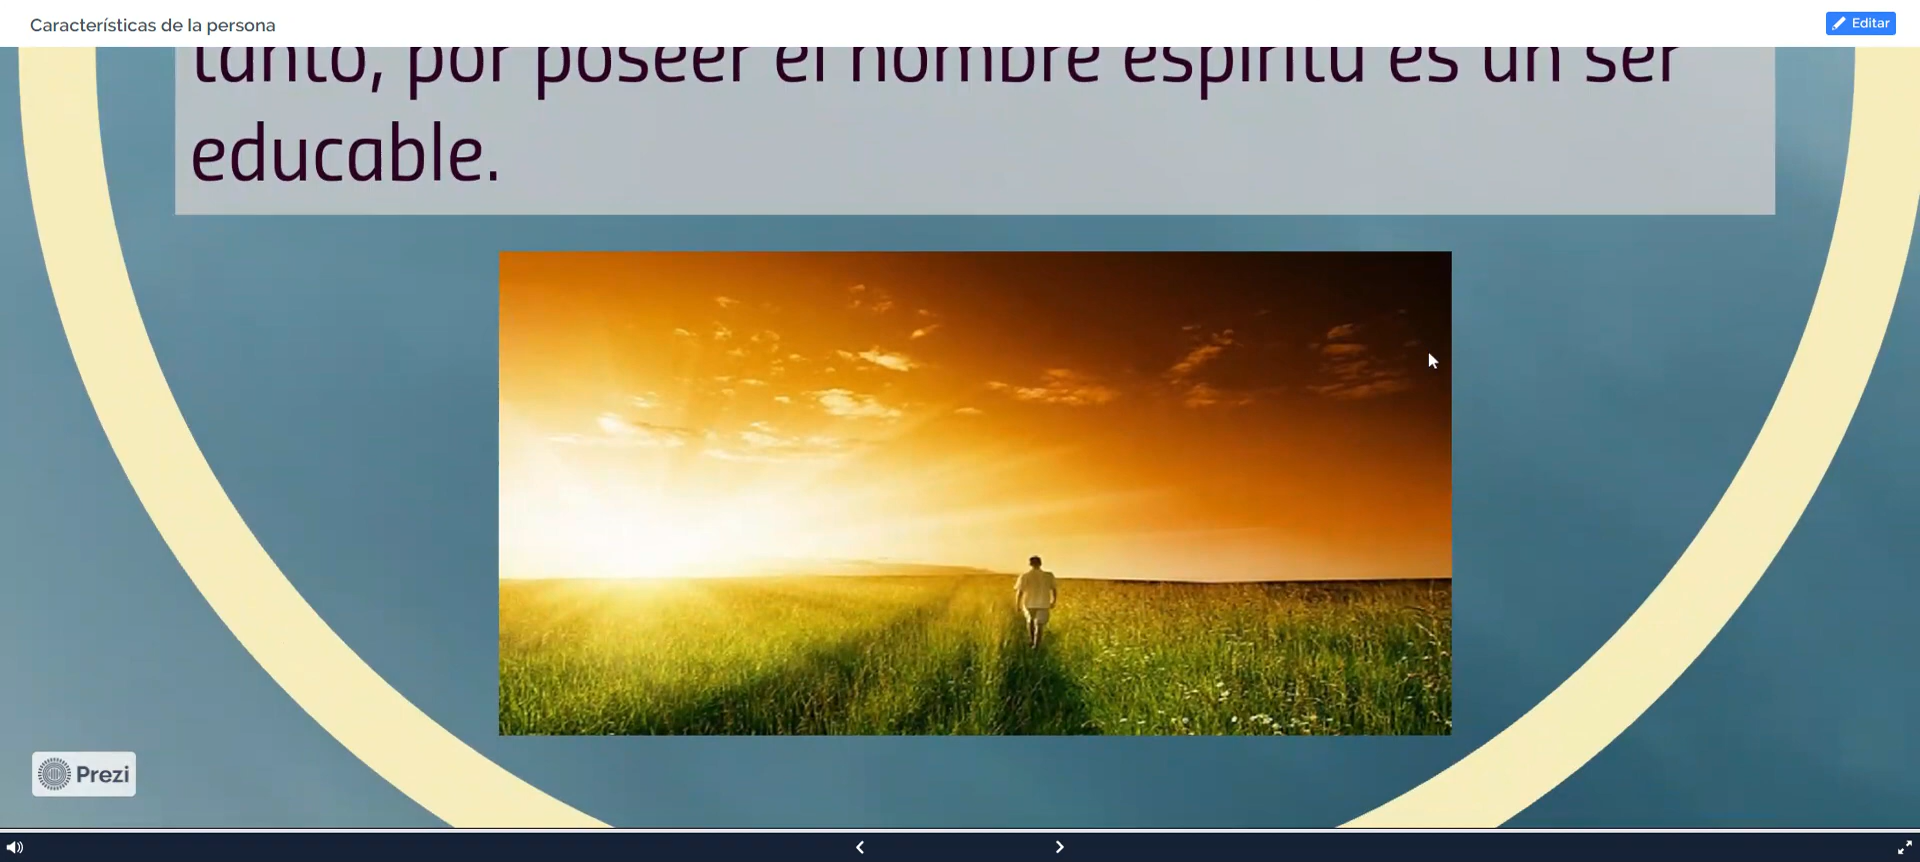 Características de la persona
Editar
tanto, por poseer el hombre espíritu es un ser
educable.
Prezi